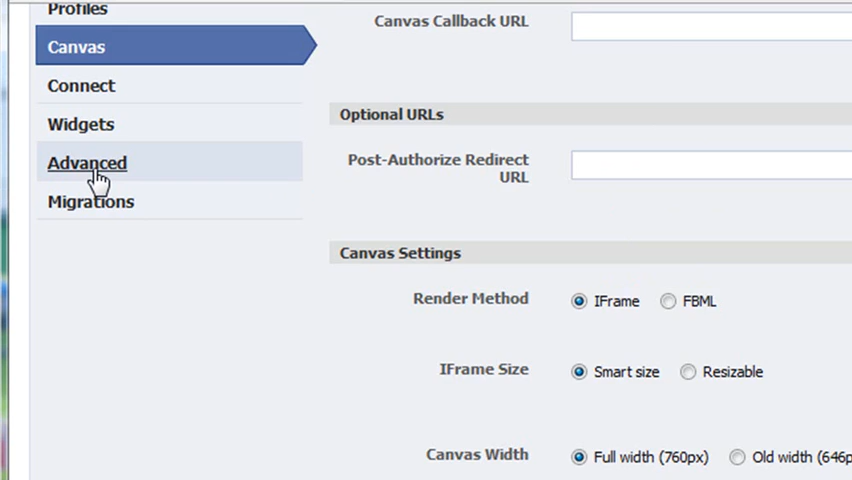 Profiles
Canvas
Connect
Widgets
Advanced
Migrations
Canvas Callback URL
Optional URLs
Post-Authorize Redirect
URL
Canvas Settings
Render Method IFrame FBML
IFrame Size Smart size Resizable
Canvas Width Full width (760px) Old width (646p